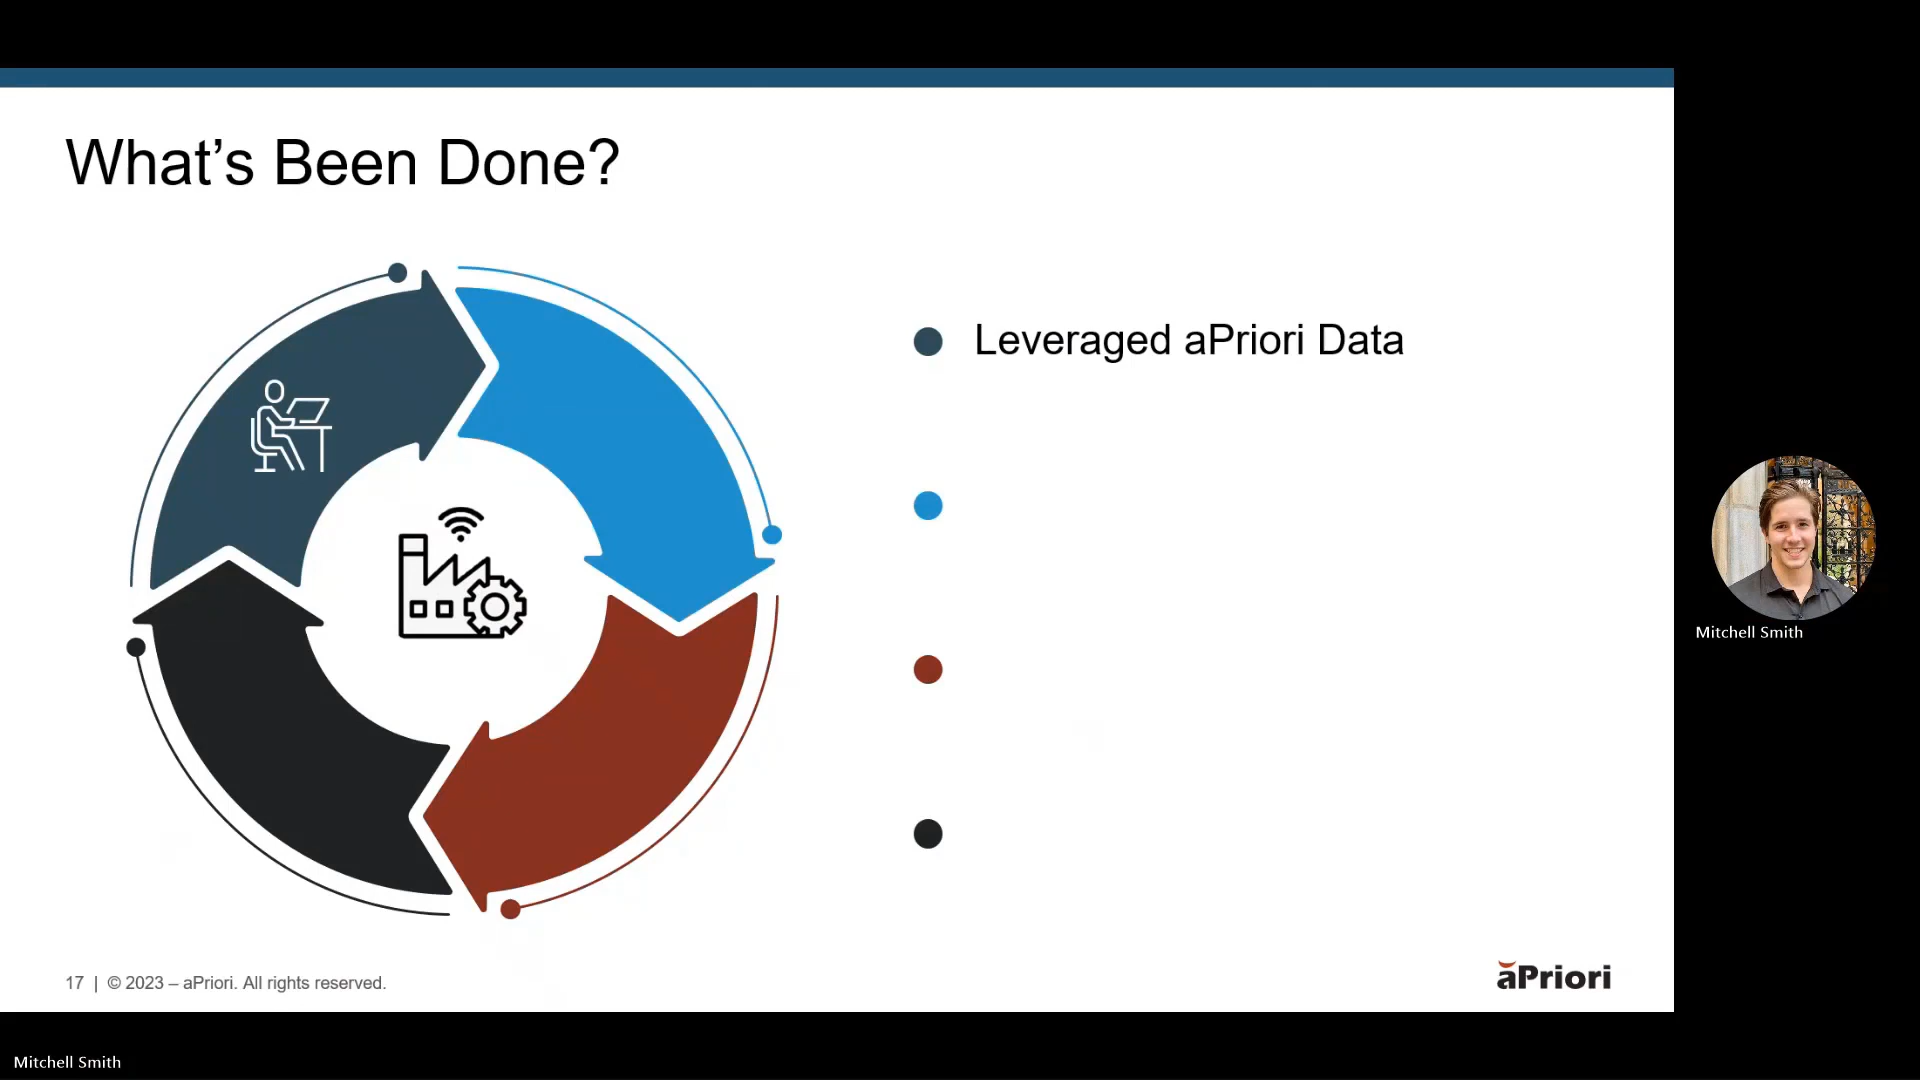 What’s Been Done?
Leveraged aPriori Data
Mitchell Smith
17 | © 2023 – aPriori. All rights reserved.
aPriori
Mitchell Smith